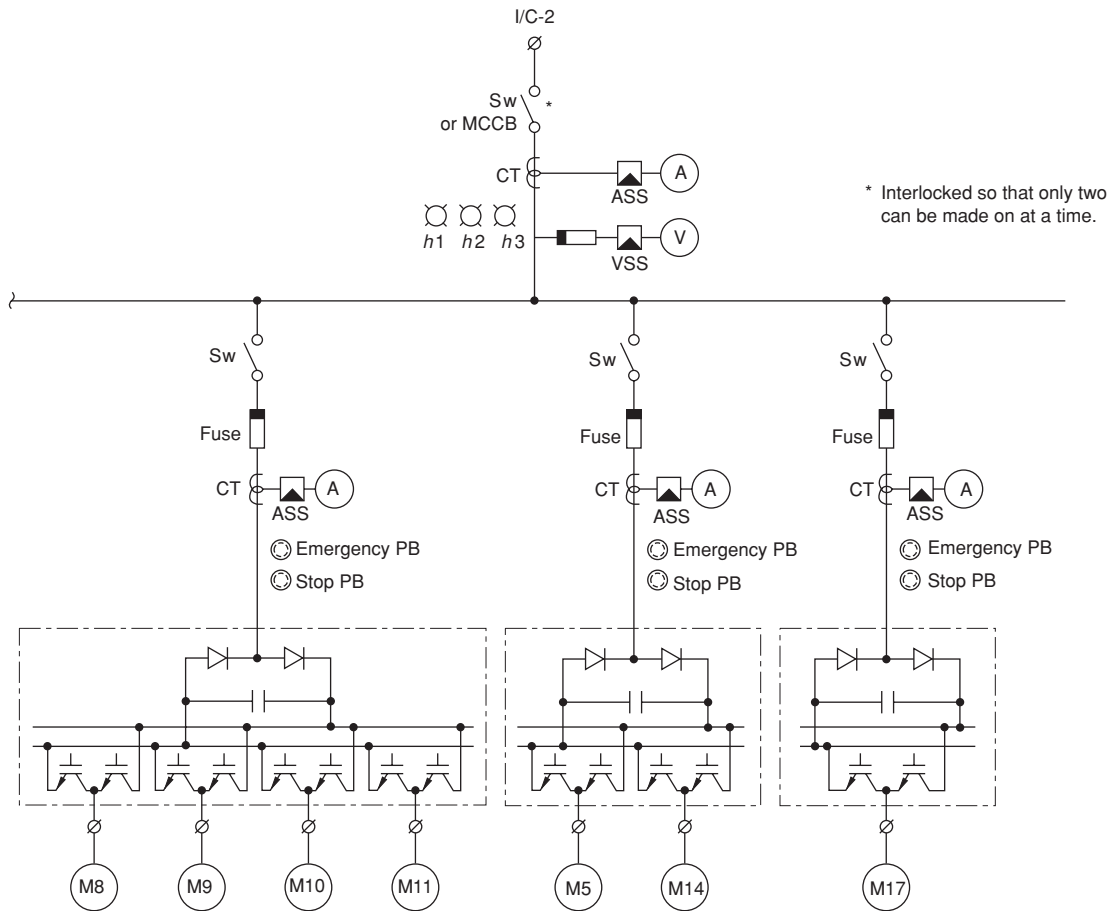 I/C-2
Sw *
or MCCB
CT
A
ASS
* Interlocked so that only two
can be made on at a time.
h1 h2 h3
V
VSS
Sw
Sw
Sw
Fuse
Fuse
Fuse
CT
A
ASS
CT
A
ASS
CT
A
ASS
Emergency PB
Stop PB
Emergency PB
Stop PB
Emergency PB
Stop PB
M8
M9
M10
M11
M5
M14
M17